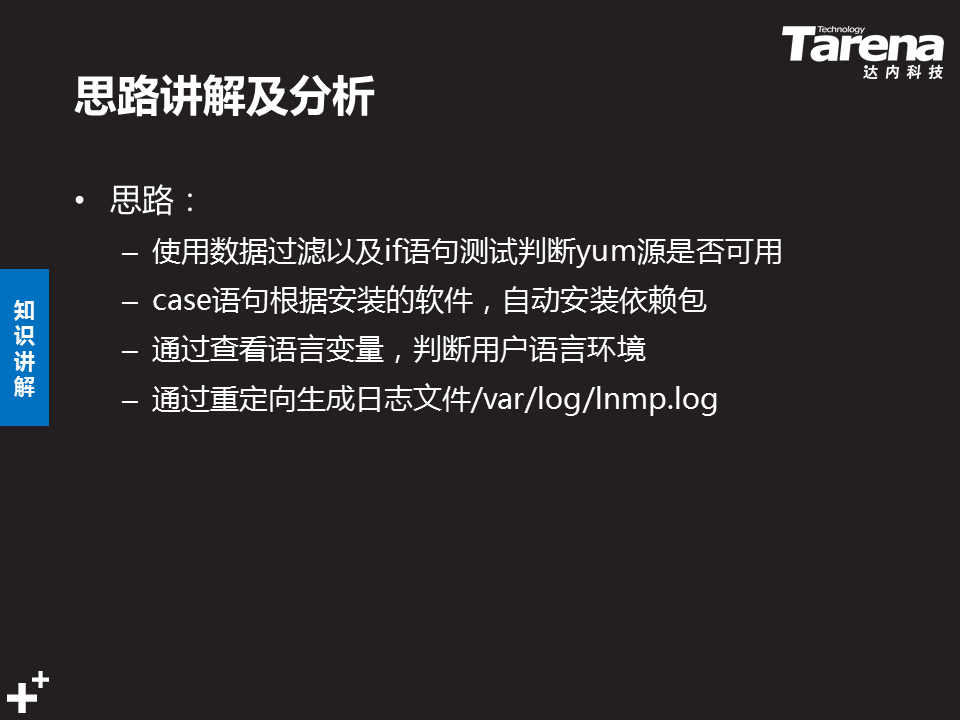 Technology
Tarena
达内科技
思路讲解及分析
• 思路：
– 使用数据过滤以及if语句测试判断yum源是否可用
– case语句根据安装的软件，自动安装依赖包
– 通过查看语言变量，判断用户语言环境
– 通过重定向生成日志文件/var/log/lnmp.log
知
识
讲
解